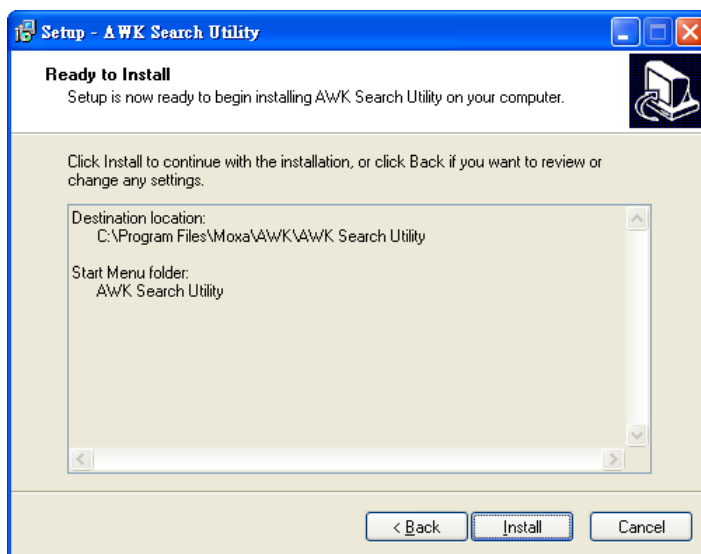 Setup - AWK Search Utility
Ready to Install
Setup is now ready to begin installing AWK Search Utility on your computer.
Click Install to continue with the installation, or click Back if you want to review or
change any settings.
Destination location:
C:\Program Files\Moxa\AWK\AWK Search Utility
Start Menu folder:
AWK Search Utility
< Back
Install
Cancel